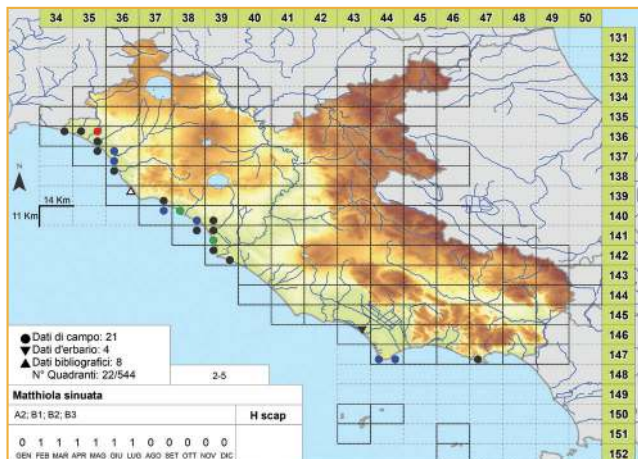 34 35 36 37 38 39 40 41 42 43 44 45 46 47 48 49 50
131
132
133
134
135
136
137
138
139
140
141
142
143
144
145
146
147
148
149
150
151
152
N
14 Km
11 Km
Dati di campo: 21
Dati d'erbario: 4
Dati bibliografici: 8
N° Quadranti: 22/544
2-5
Matthiola sinuata
A2; B1; B2; B3
H scap
0 1 1 1 1 1 1 0 0 0 0 0
GEN FEB MAR APR MAG GIU LUG AGO SET OTT NOV DIC